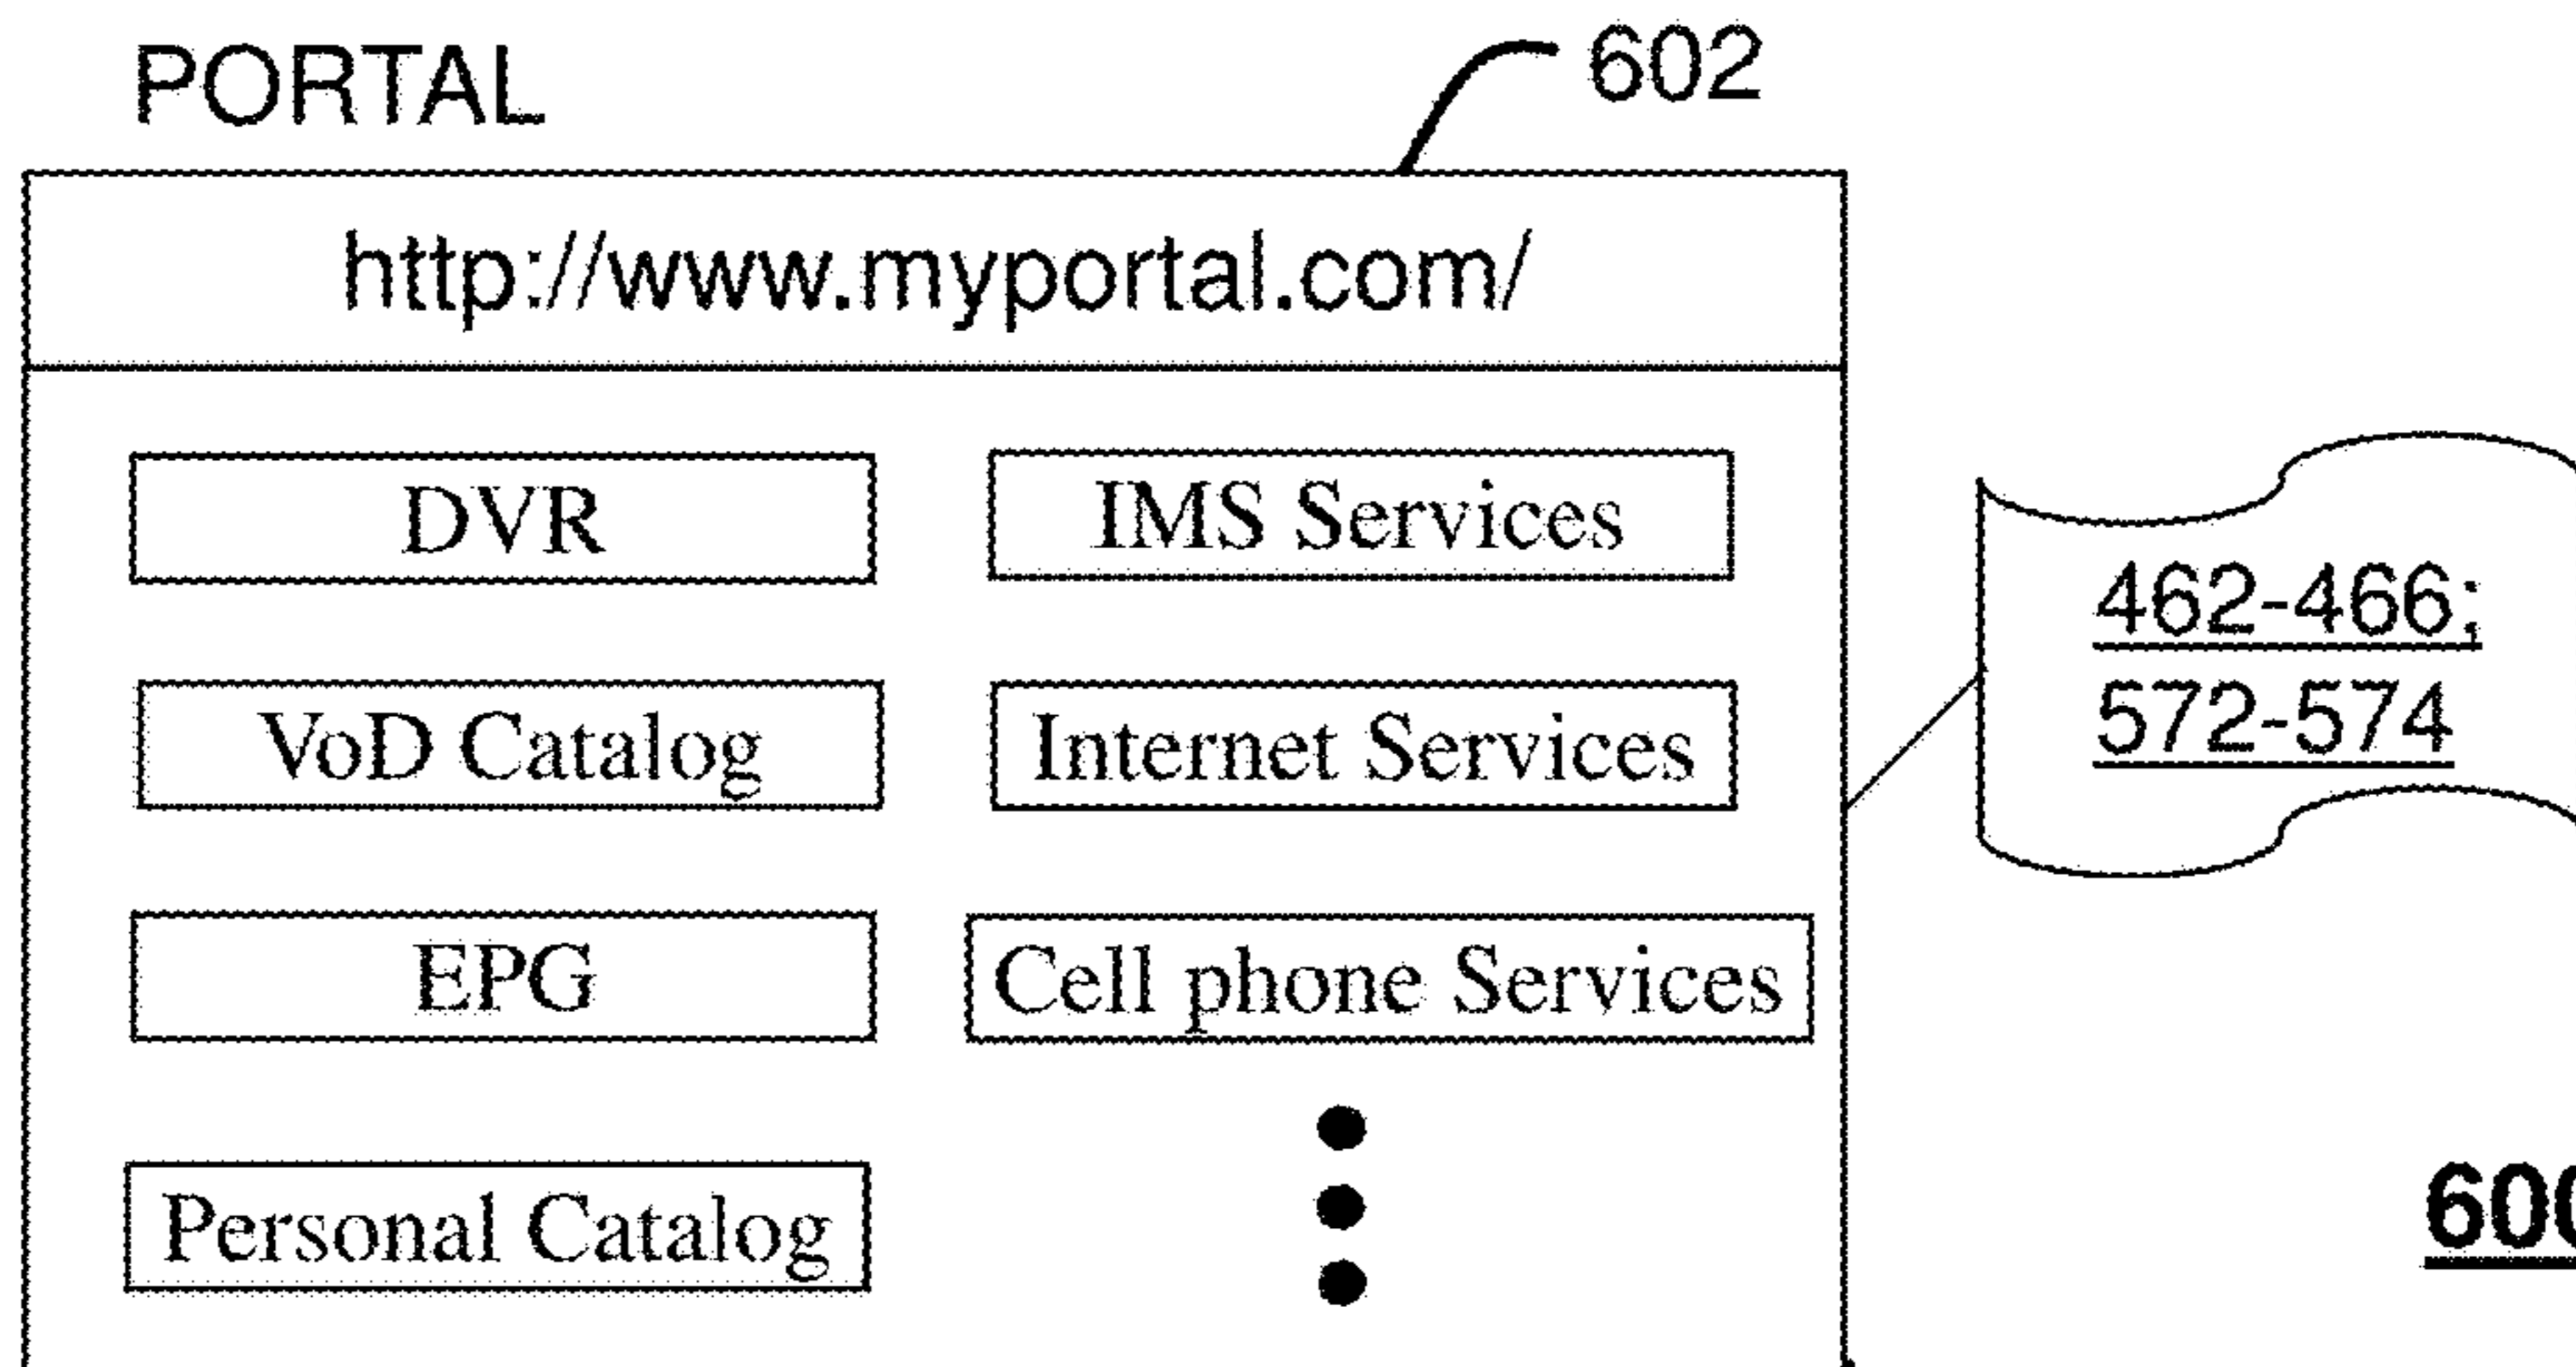 PORTAL
602
http://www.myportal.com/
DVR
IMS Services
VoD Catalog
Internet Services
EPG
Cell phone Services
Personal Catalog
462-466;
572-574